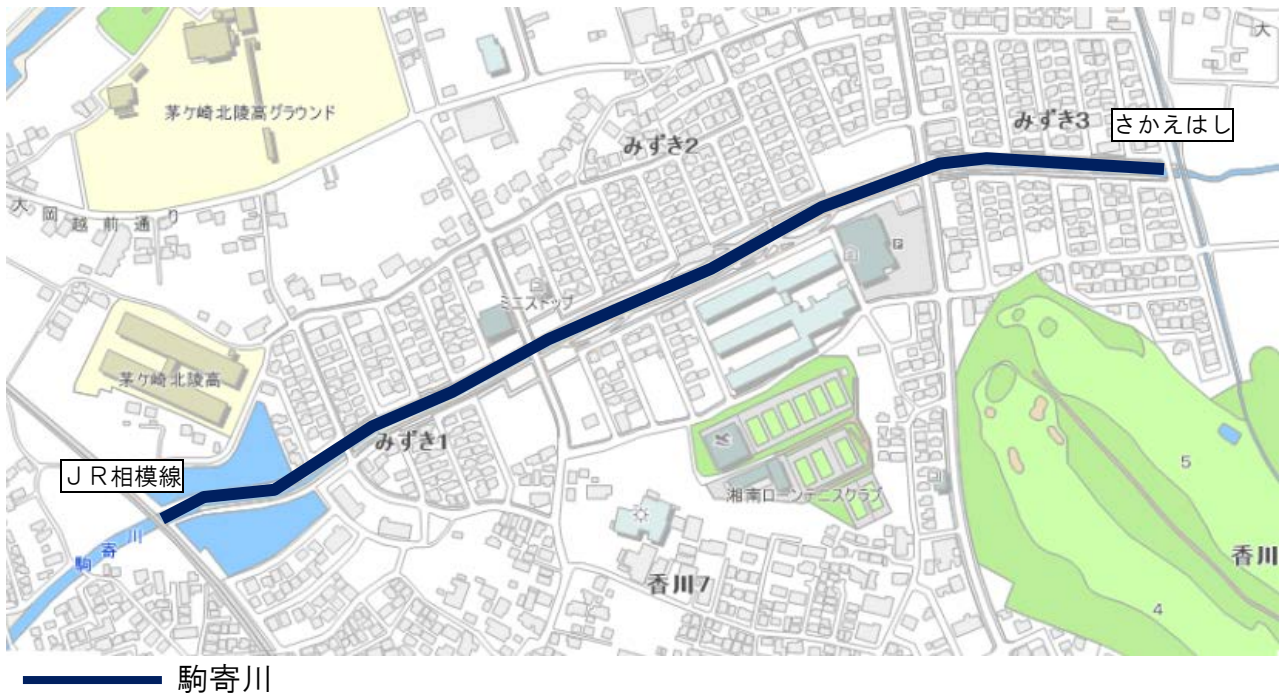 大
茅ケ崎北陵高グラウンド
みずき3
さかえはし
みずき2
大岡越前通り
P
ミニストップ
茅ケ崎北陵高
みずき1
JR相模線
5
湘南ローンテニスクラブ
駒寄川
香川7
香川
4
駒寄川